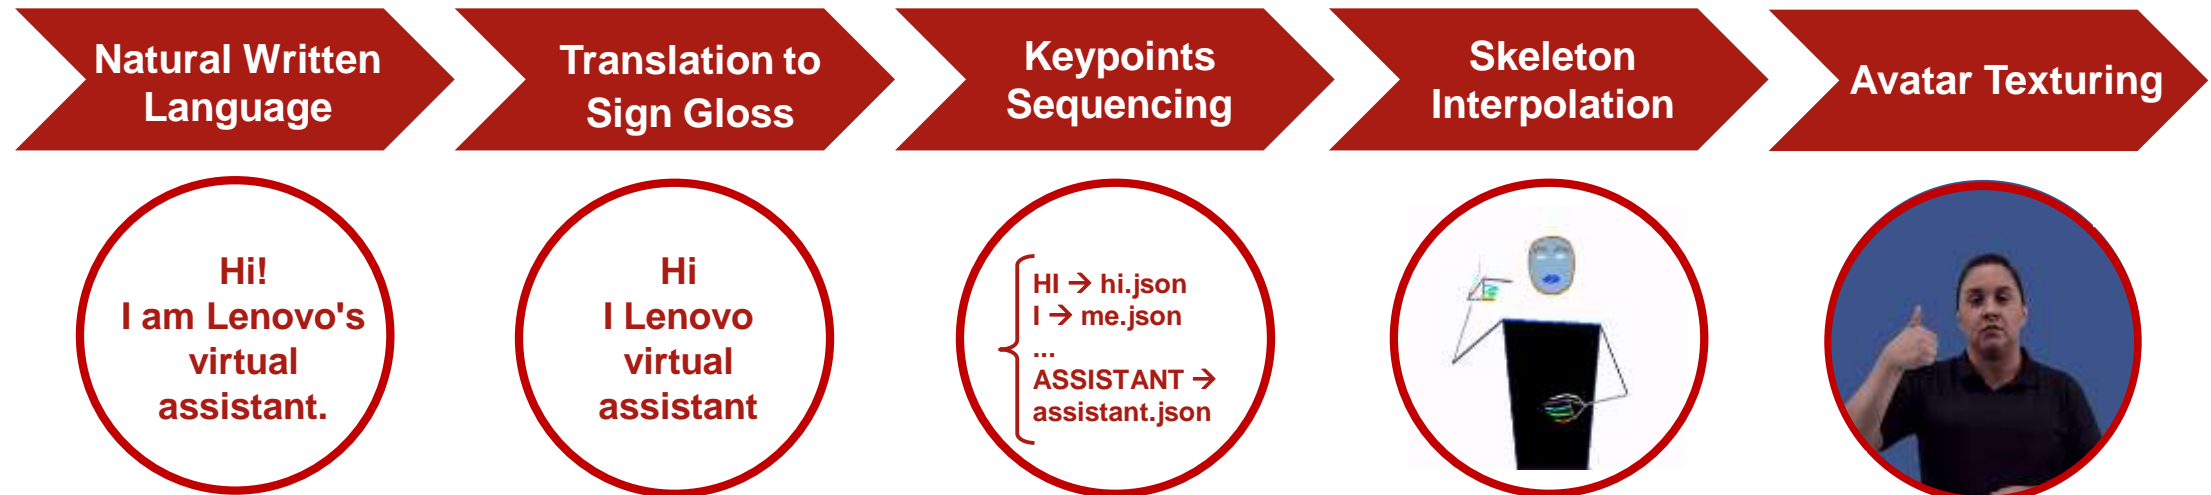 Natural Written
Language
Translation to
Sign Gloss
Keypoints
Sequencing
Skeleton
Interpolation
Avatar Texturing
Hi!
I am Lenovo's
virtual
assistant.
Hi
I Lenovo
virtual
assistant
HI → hi.json
I → me.json
...
ASSISTANT →
assistant.json